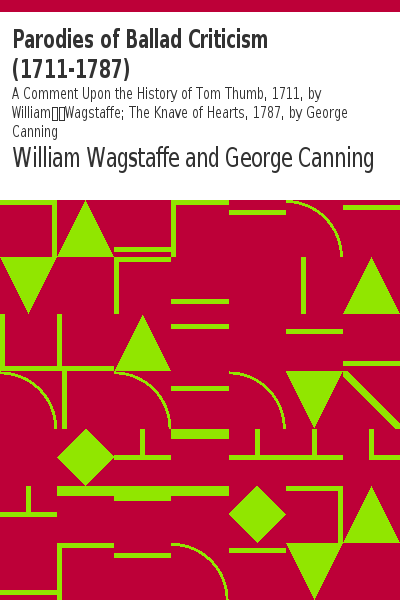 Parodies of Ballad Criticism
(1711-1787)
A Comment Upon the History of Tom Thumb, 1711, by
William▯▯Wagstaffe; The Knave of Hearts, 1787, by George
Canning
William Wagstaffe and George Canning